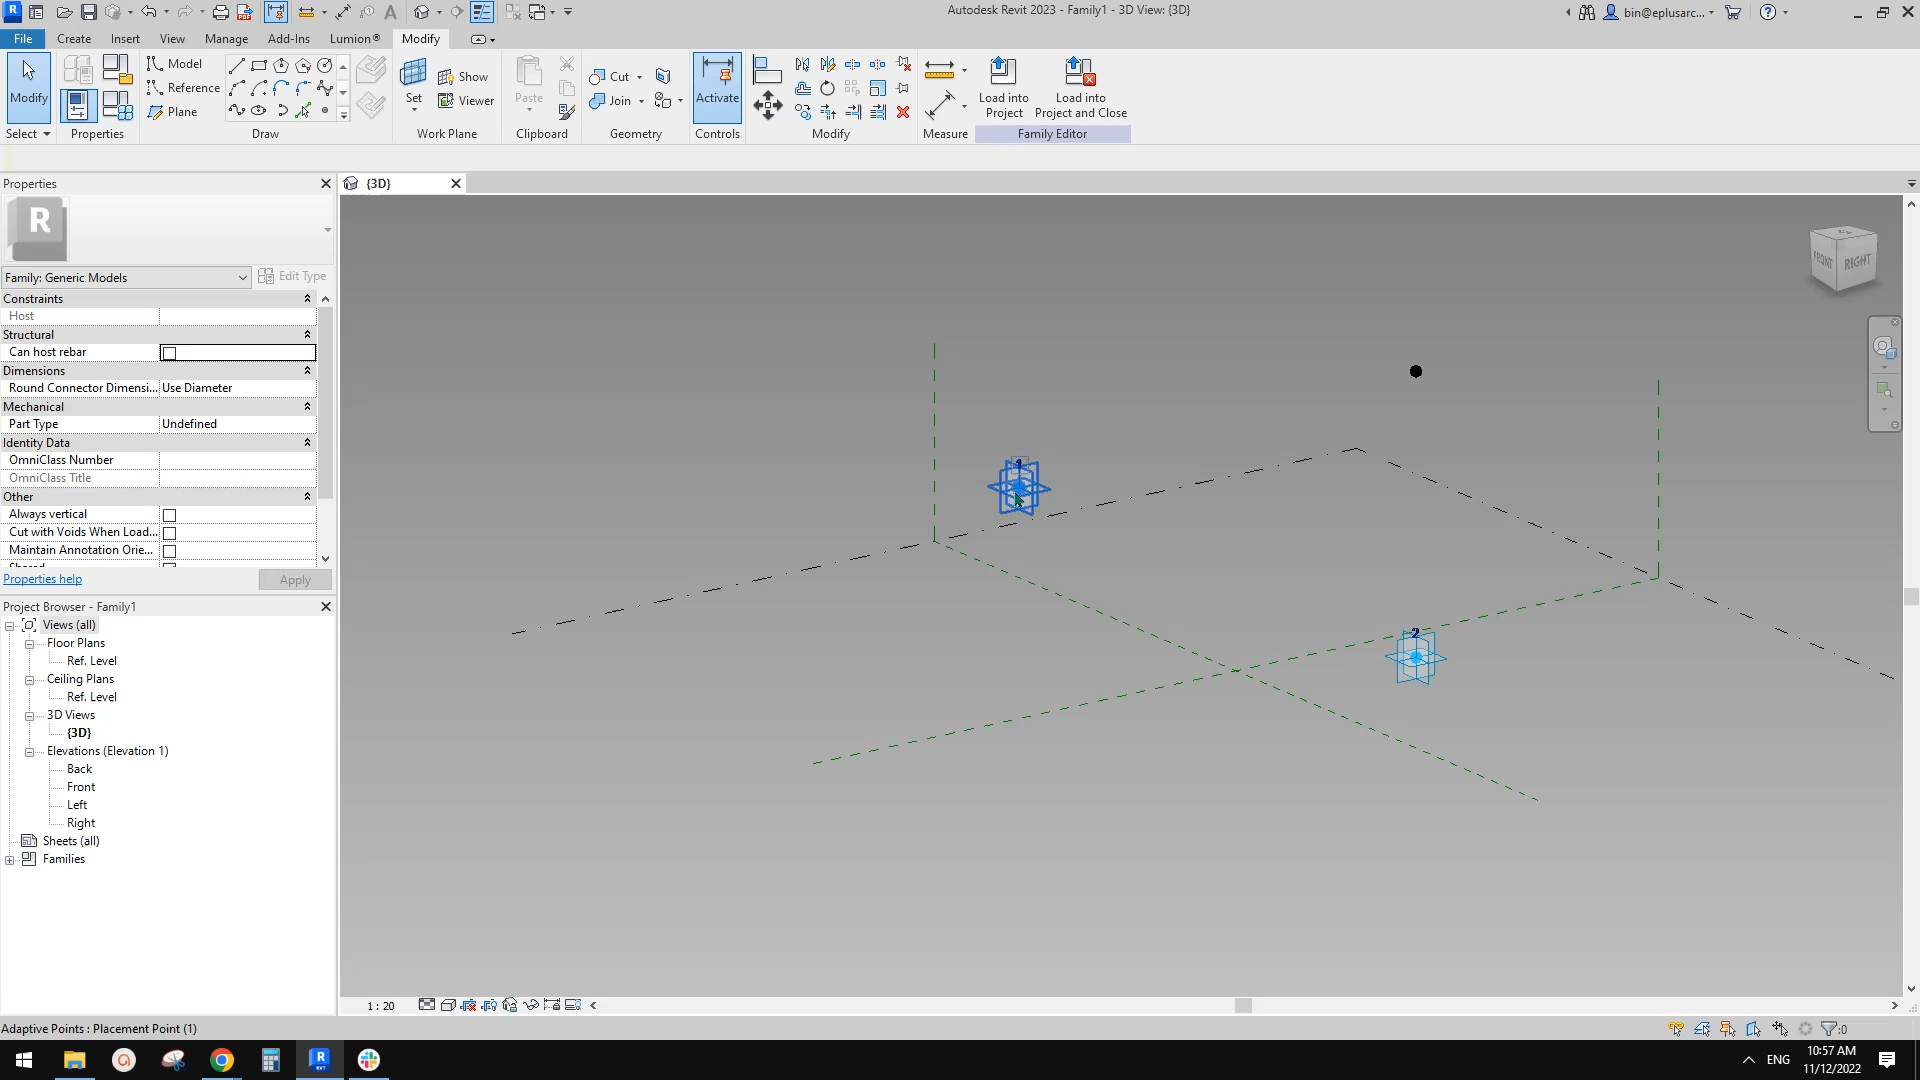 Autodesk Revit 2023 - Family1 - 3D View: {3D}
bin@eplusarc...
File Create Insert View Manage Add-Ins Lumion® Modify
Modify
Select
Properties
Model
Reference
Plane
Draw
Set
Show
Viewer
Work Plane
Paste
Clipboard
Cut
Join
Geometry
Activate
Controls
Modify
Measure
Load into
Project
Load into
Project and Close
Family Editor
Properties
{3D}
R
Family: Generic Models
Edit Type
Constraints
Host
Structural
Can host rebar
Dimensions
Round Connector Dimensi... Use Diameter
Mechanical
Part Type Undefined
Identity Data
OmniClass Number
OmniClass Title
Other
Always vertical
Cut with Voids When Load...
Maintain Annotation Orie...
Properties help
Apply
Project Browser - Family1
Views (all)
Floor Plans
Ref. Level
Ceiling Plans
Ref. Level
3D Views
{3D}
Elevations (Elevation 1)
Back
Front
Left
Right
Sheets (all)
Families
FRONT
RIGHT
1
2
1 : 20
Adaptive Points : Placement Point (1)
:0
ENG
10:57 AM
11/12/2022